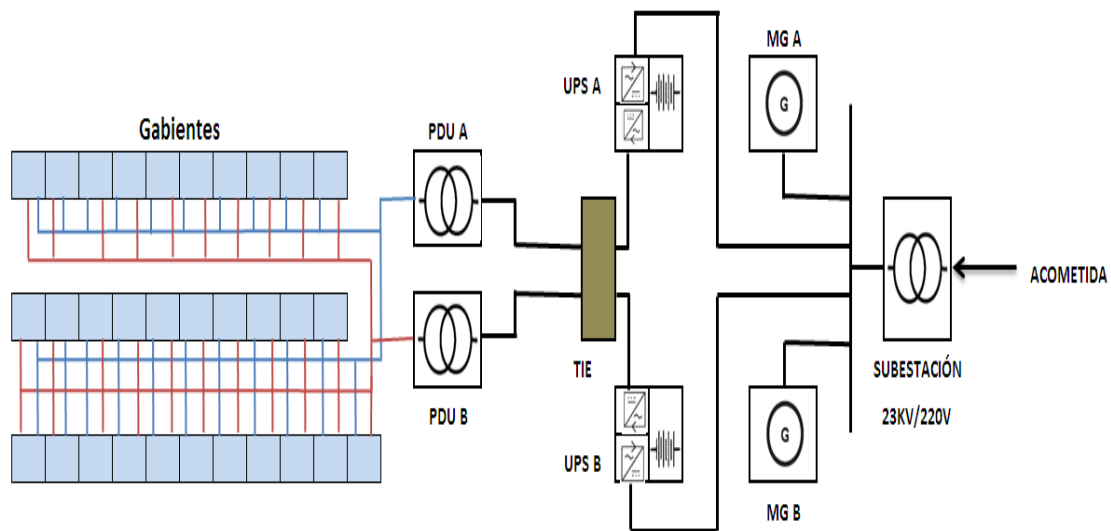 Gabientes
PDU A
PDU B
TIE
UPS A
UPS B
MG A
G
MG B
G
SUBESTACIÓN
23KV/220V
ACOMETIDA